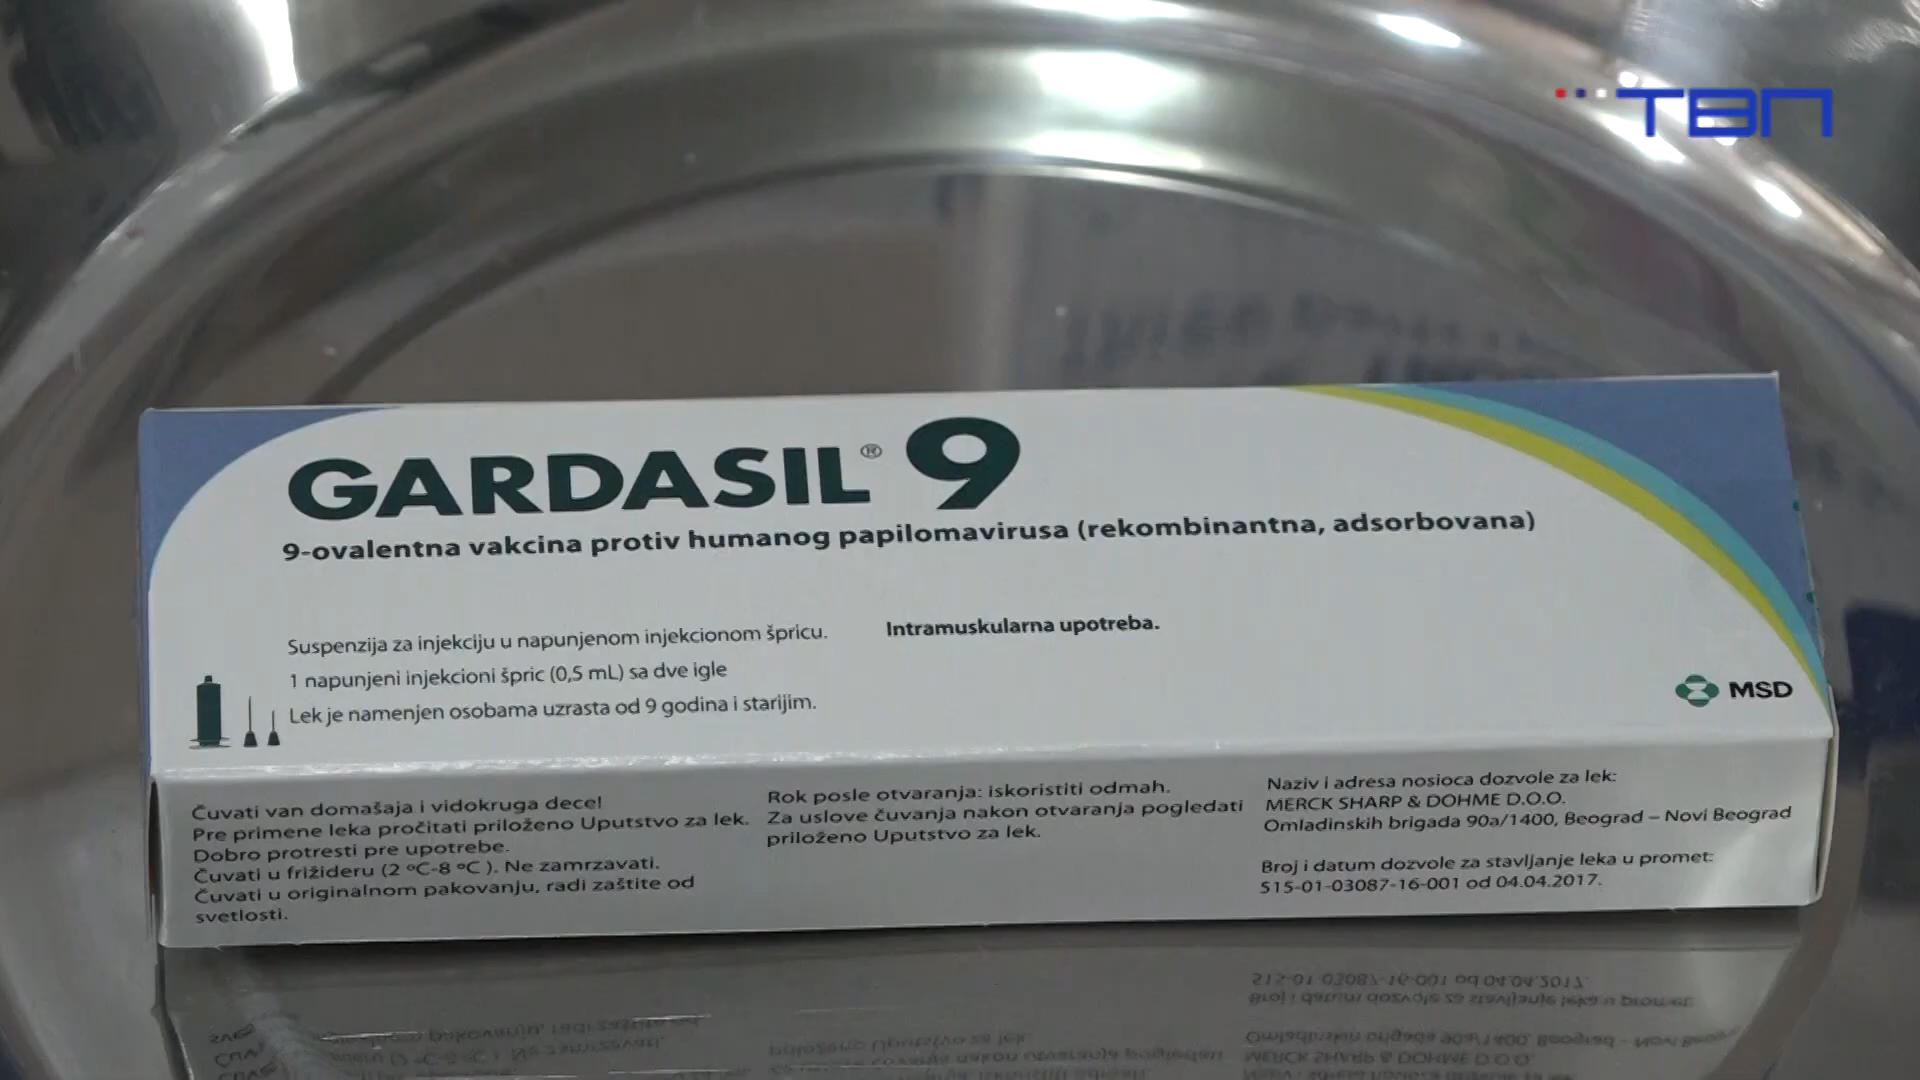 ТВП
GARDASIL® 9
9-ovalentna vakcina protiv humanog papilomavirusa (rekombinantna, adsorbovana)
Suspenzija za injekciju u napunjenom injekcionom špricu.
Intramuskularna upotreba.
1 napunjeni injekcioni špric (0,5 mL) sa dve igle
Lek je namenjen osobama uzrasta od 9 godina i starijim.
MSD
Čuvati van domašaja i vidokruga dece!
Pre primene leka pročitati priloženo Uputstvo za lek.
Dobro protresti pre upotrebe.
Čuvati u frižideru (2 ºC-8 ºC ). Ne zamrzavati.
Čuvati u originalnom pakovanju, radi zaštite od
svetlosti.
Rok posle otvaranja: iskoristiti odmah.
Za uslove čuvanja nakon otvaranja pogledati
priloženo Uputstvo za lek.
Naziv i adresa nosioca dozvole za lek:
MERCK SHARP & DOHME D.O.O.
Omladinskih brigada 90a/1400, Beograd – Novi Beograd
Broj i datum dozvole za stavljanje leka u promet:
515-01-03087-16-001 od 04.04.2017.